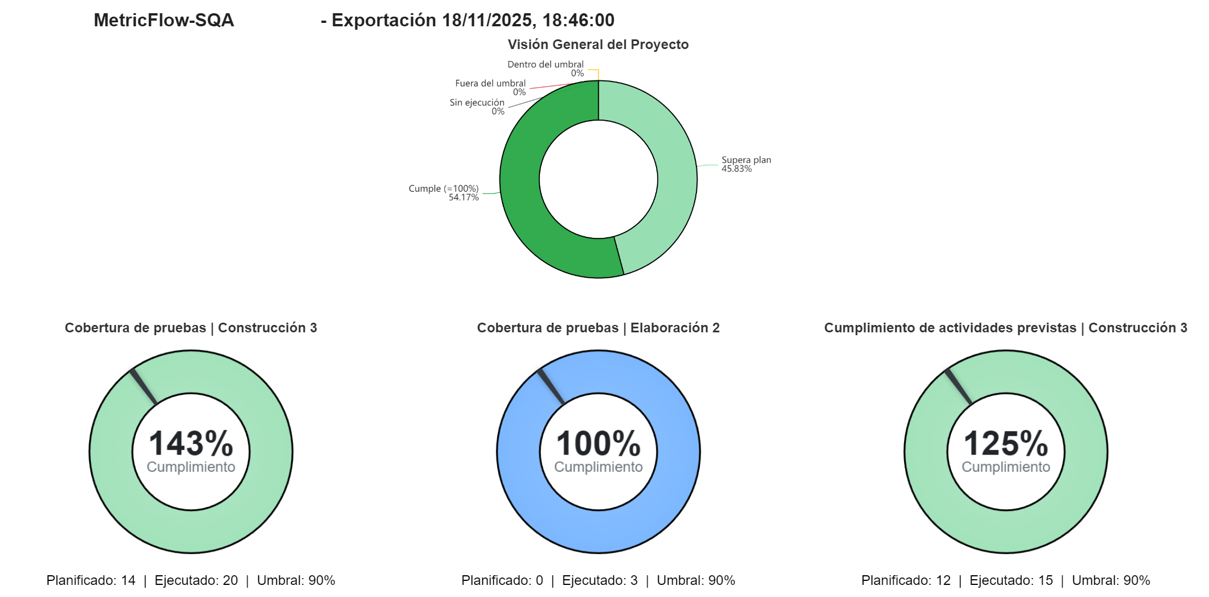 MetricFlow-SQA - Exportación 18/11/2025, 18:46:00
Visión General del Proyecto
Dentro del umbral
0%
Fuera del umbral
0%
Sin ejecución
0%
Supera plan
45.83%
Cumple (=100%)
54.17%
Cobertura de pruebas | Construcción 3
143%
Cumplimiento
Planificado: 14 | Ejecutado: 20 | Umbral: 90%
Cobertura de pruebas | Elaboración 2
100%
Cumplimiento
Planificado: 0 | Ejecutado: 3 | Umbral: 90%
Cumplimiento de actividades previstas | Construcción 3
125%
Cumplimiento
Planificado: 12 | Ejecutado: 15 | Umbral: 90%